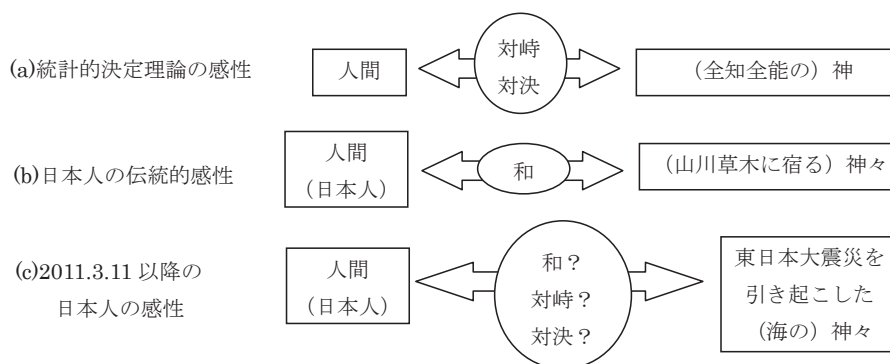 (a)統計的決定理論の感性
人間
対峙
対決
(全知全能の）神
(b)日本人の伝統的感性
人間
（日本人）
和
（山川草木に宿る）神々
(c)2011.3.11 以降の
日本人の感性
人間
（日本人）
和？
対峙？
対決？
東日本大震災を
引き起こした
（海の）神々